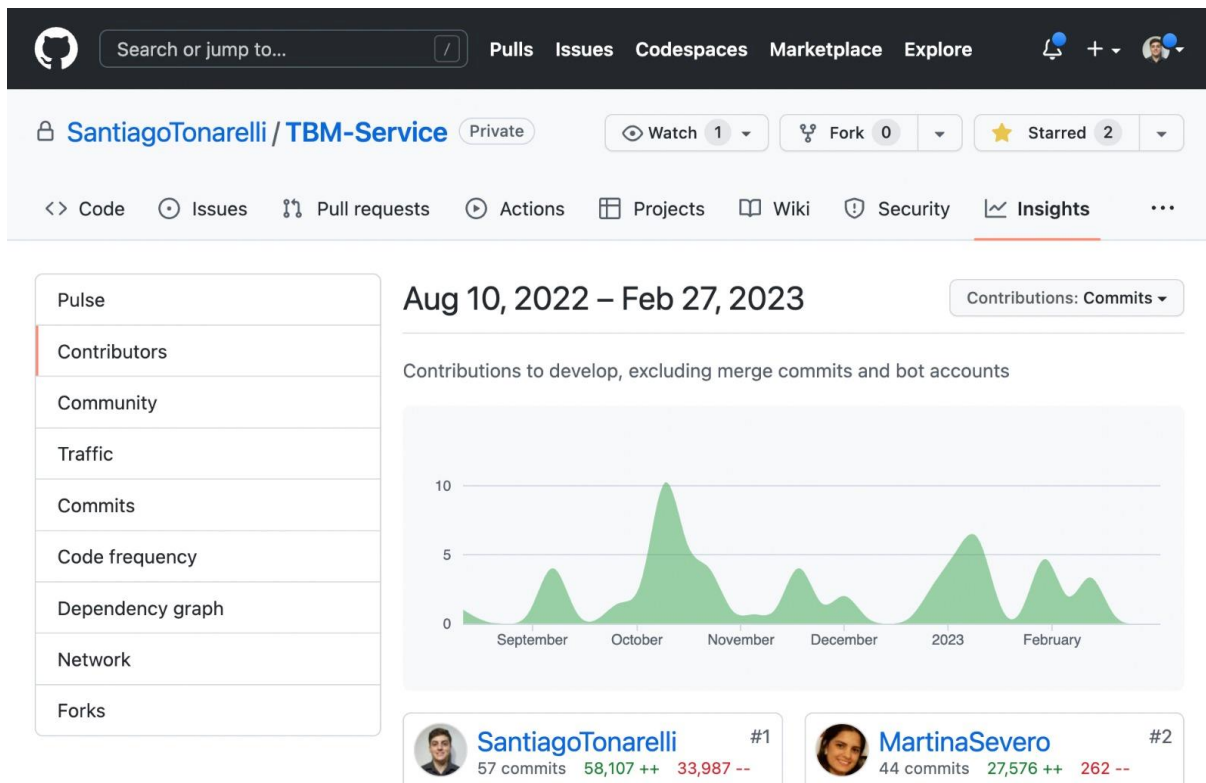 Search or jump to... / Pulls Issues Codespaces Marketplace Explore
SantiagoTonarelli / TBM-Service Private Watch 1 Fork 0 Starred 2
Code Issues Pull requests Actions Projects Wiki Security Insights ...
Pulse
Contributors
Community
Traffic
Commits
Code frequency
Dependency graph
Network
Forks
Aug 10, 2022 – Feb 27, 2023 Contributions: Commits
Contributions to develop, excluding merge commits and bot accounts
10
5
0
September October November December 2023 February
SantiagoTonarelli #1
57 commits 58,107 ++ 33,987 --
MartinaSevero #2
44 commits 27,576 ++ 262 --